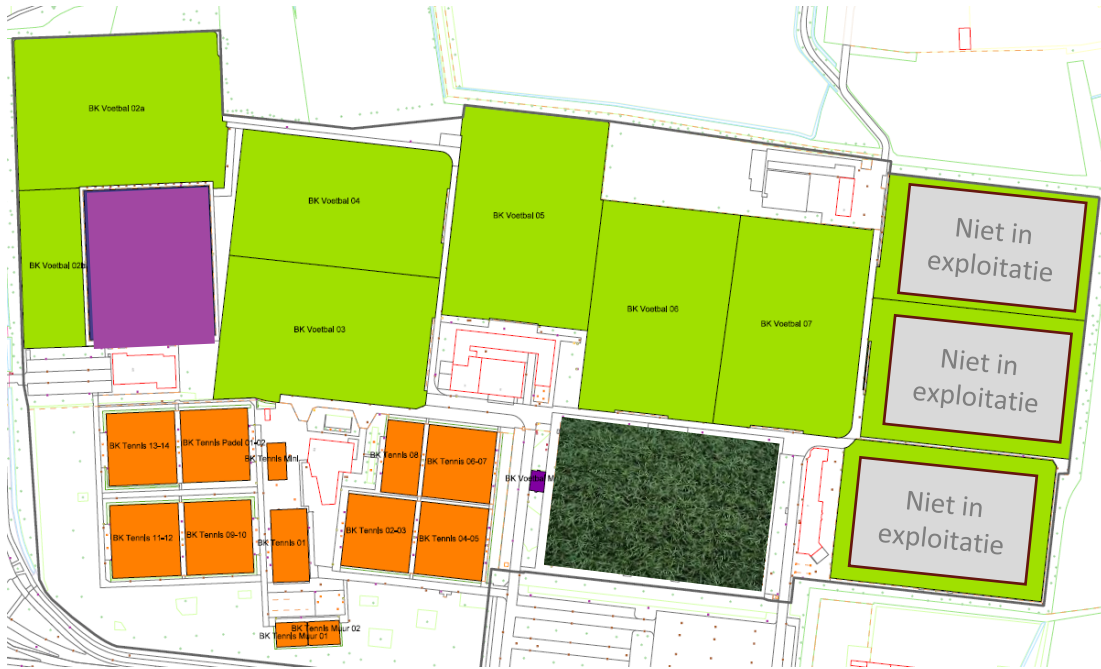 BK Voetbal 02a
BK Voetbal 04
BK Voetbal 05
Niet in
exploitatie
BK Voetbal 02b
BK Voetbal 06
BK Voetbal 03
BK Voetbal 07
Niet in
exploitatie
BK Tennis 13-14
BK Tennis Padel 01-02
BK Tennis Mini
BK Tennis 08
BK Tennis 06-07
BK Voetbal M
Niet in
exploitatie
BK Tennis 11-12
BK Tennis 09-10
BK Tennis 01
BK Tennis 02-03
BK Tennis 04-05
BK Tennis Muur 02
BK Tennis Muur 01